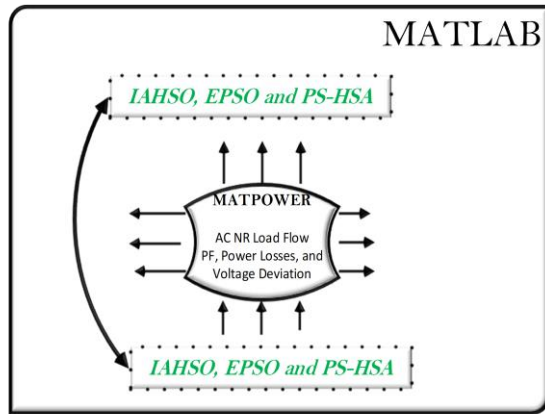 MATLAB
IAHSO, EPSO and PS-HSA
MATPOWER
AC NR Load Flow
PF, Power Losses, and
Voltage Deviation
IAHSO, EPSO and PS-HSA